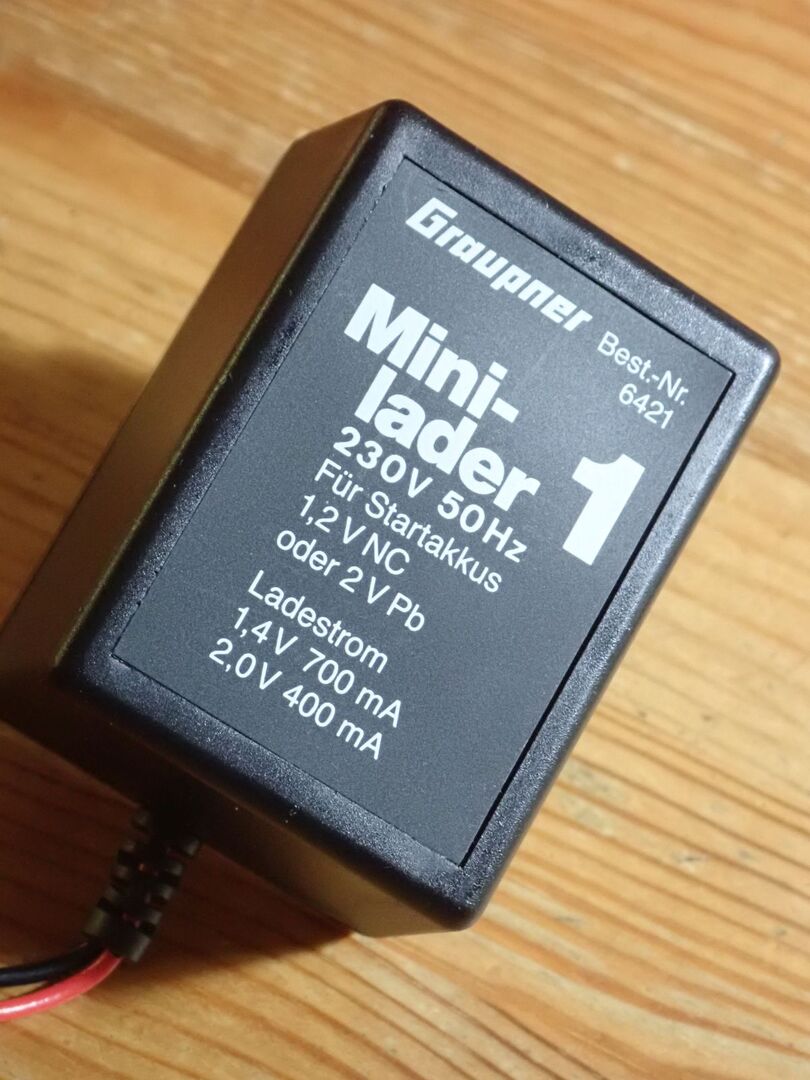 Graupner
Best.-Nr.
6421
Mini-
lader 1
230V 50Hz
Für Startakkus
1,2 V NC
oder 2 V Pb
Ladestrom
1,4 V 700 mA
2,0 V 400 mA